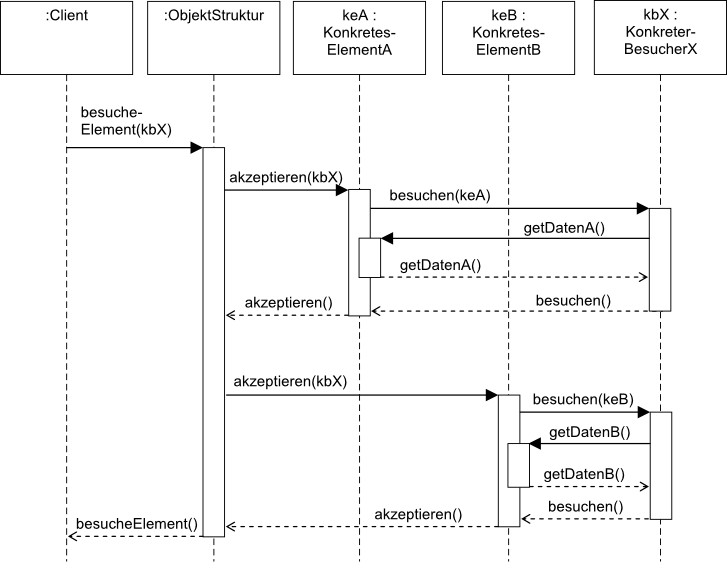 :Client
:ObjektStruktur
keA :
Konkretes-
ElementA
keB :
Konkretes-
ElementB
kbX :
Konkreter-
BesucherX
besuche-
Element(kbX)
akzeptieren(kbX)
besuchen(keA)
getDatenA()
getDatenA()
besuchen()
akzeptieren()
akzeptieren(kbX)
besuchen(keB)
getDatenB()
getDatenB()
besuchen()
akzeptieren()
besucheElement()